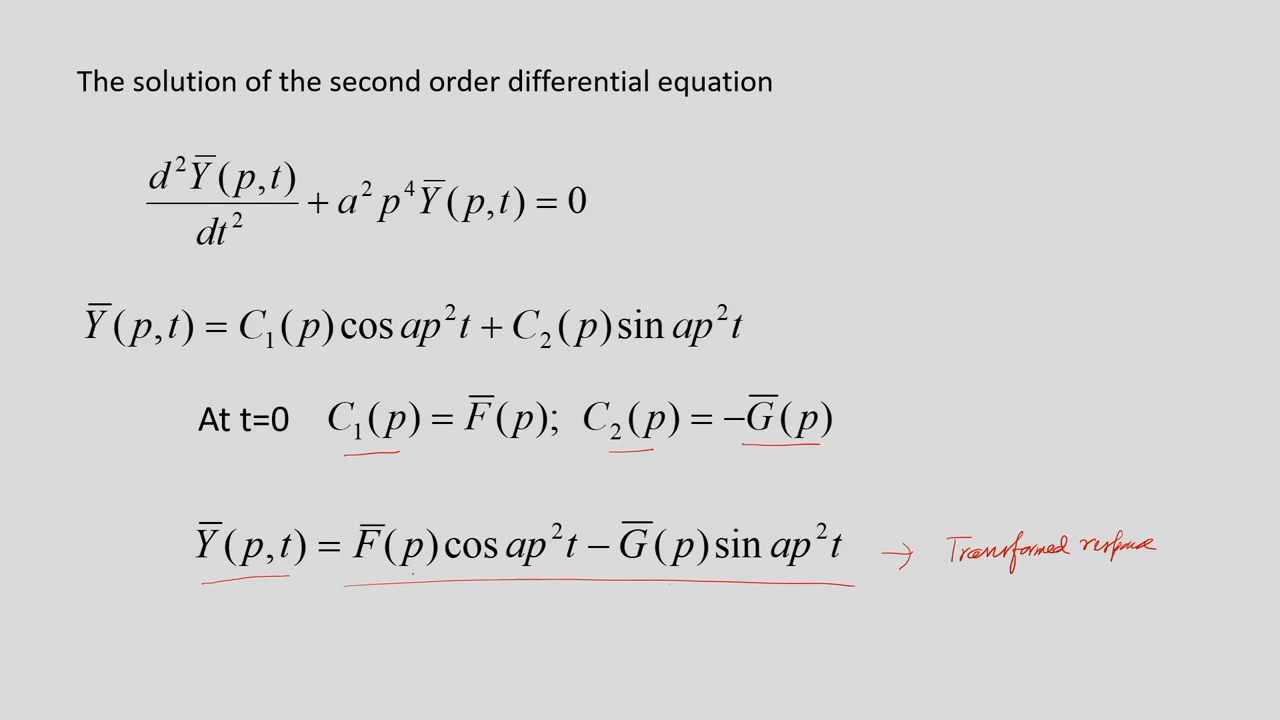 The solution of the second order differential equation
d²Y̅(p,t)/dt² + a²p⁴Y̅(p,t) = 0
Y̅(p,t) = C₁(p)cos ap²t + C₂(p)sin ap²t
At t=0 C₁(p) = F̅(p); C₂(p) = −G̅(p)
Y̅(p,t) = F̅(p)cos ap²t − G̅(p)sin ap²t → Transformed response